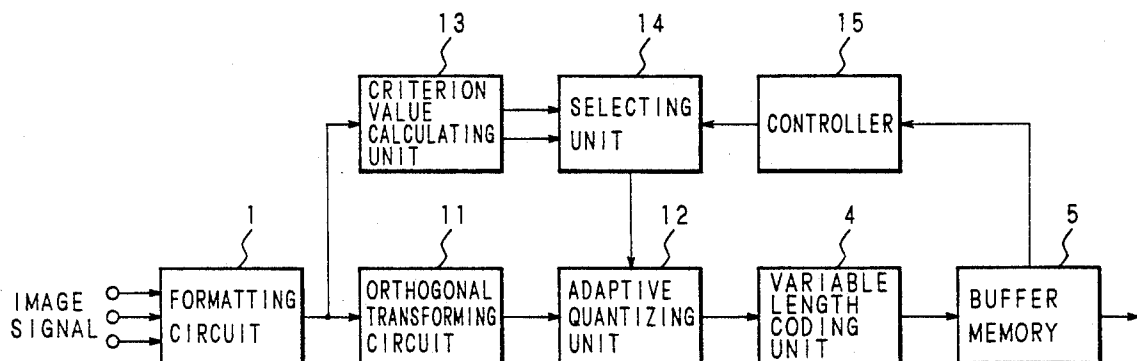 13
14
15
CRITERION
VALUE
CALCULATING
UNIT
SELECTING
UNIT
CONTROLLER
1
11
12
4
5
IMAGE
SIGNAL
FORMATTING
CIRCUIT
ORTHOGONAL
TRANSFORMING
CIRCUIT
ADAPTIVE
QUANTIZING
UNIT
VARIABLE
LENGTH
CODING
UNIT
BUFFER
MEMORY